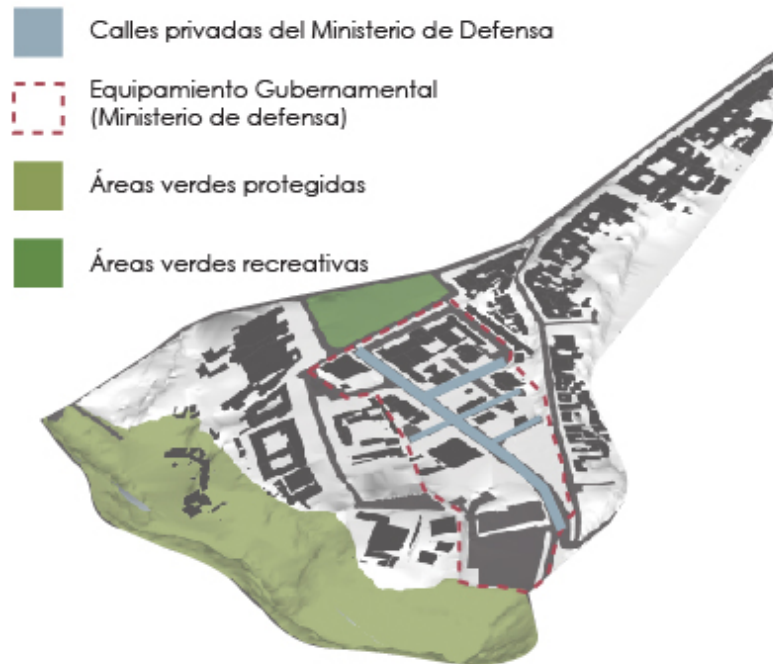 Calles privadas del Ministerio de Defensa
Equipamiento Gubernamental
(Ministerio de defensa)
Áreas verdes protegidas
Áreas verdes recreativas